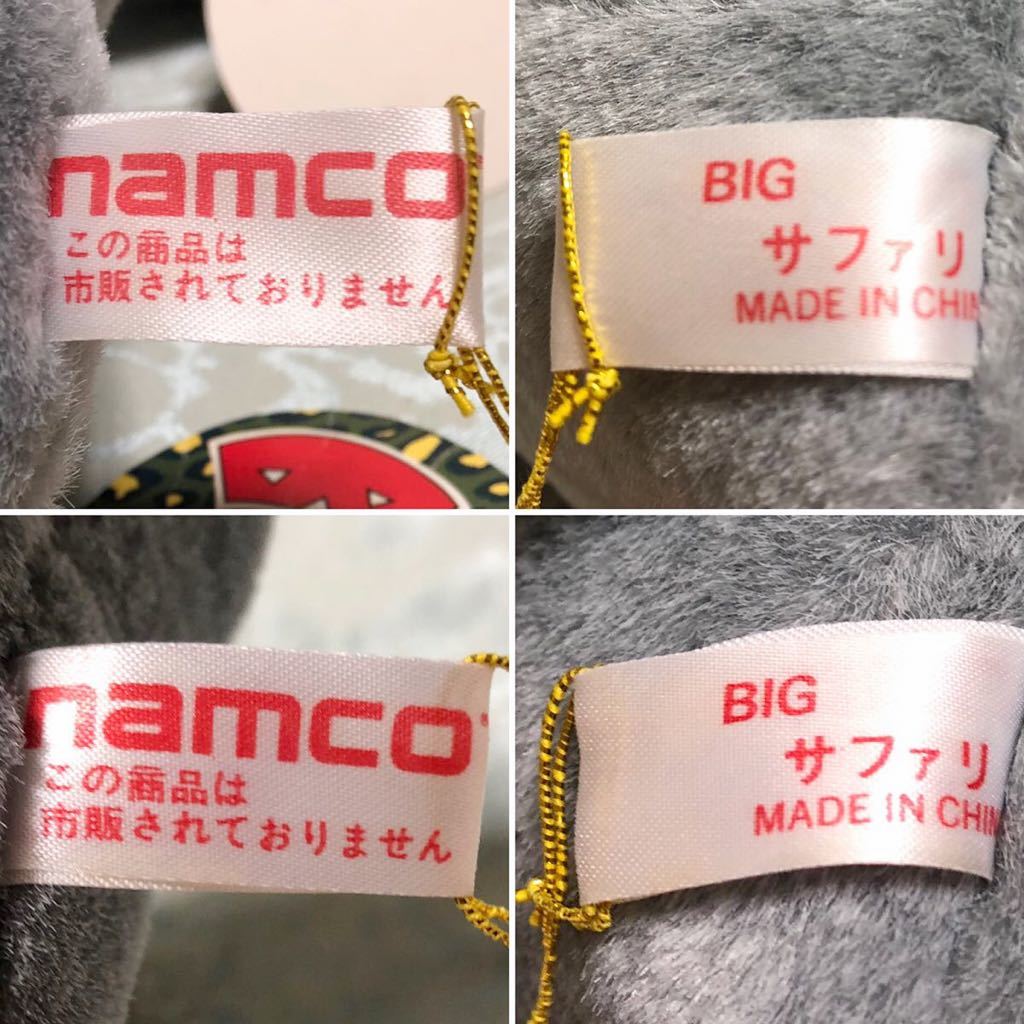 namco
この商品は
市販されておりません
BIG
サファリ
MADE IN CHIN
namco
この商品は
市販されておりません
BIG
サファリ
MADE IN CHIN